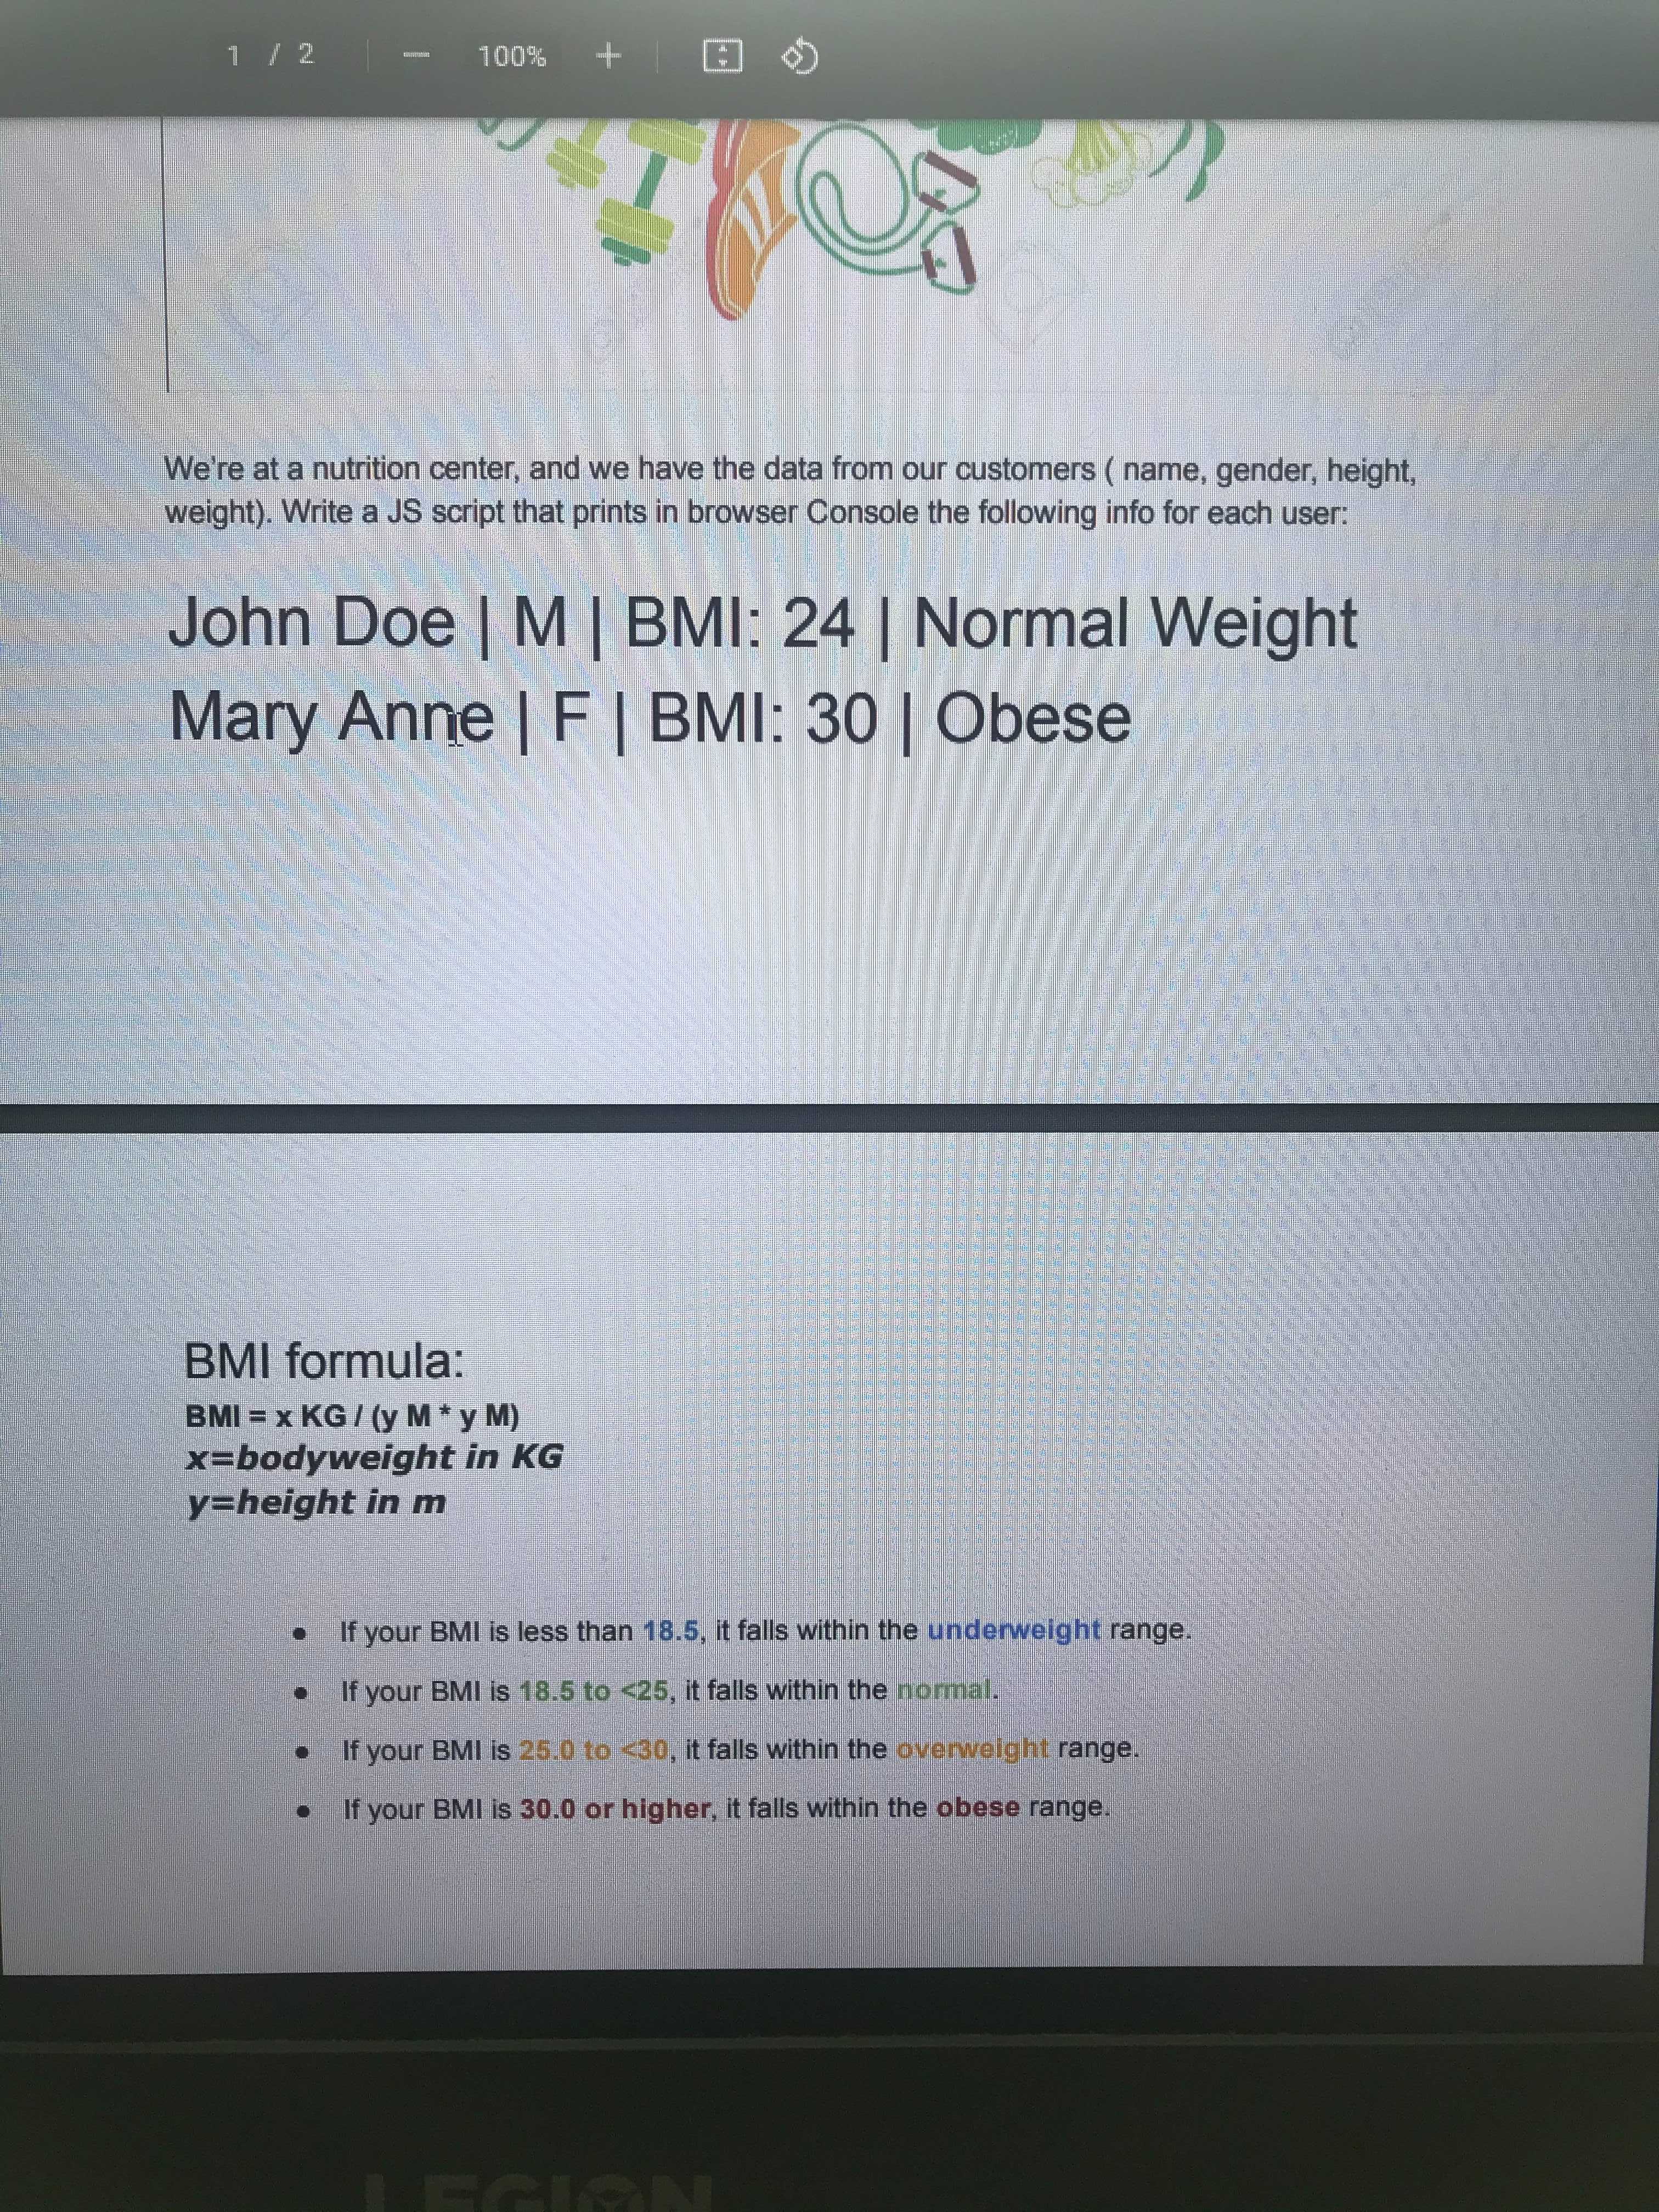 1 / 2 100%
We're at a nutrition center, and we have the data from our customers ( name, gender, height,
weight). Write a JS script that prints in browser Console the following info for each user:
John Doe | M | BMI: 24 | Normal Weight
Mary Anne | F | BMI: 30 | Obese
BMI formula:
BMI = x KG / (y M * y M)
x=bodyweight in KG
y=height in m
• If your BMI is less than 18.5, it falls within the underweight range.
• If your BMI is 18.5 to <25, it falls within the normal.
• If your BMI is 25.0 to <30, it falls within the overweight range.
• If your BMI is 30.0 or higher, it falls within the obese range.
LEGION